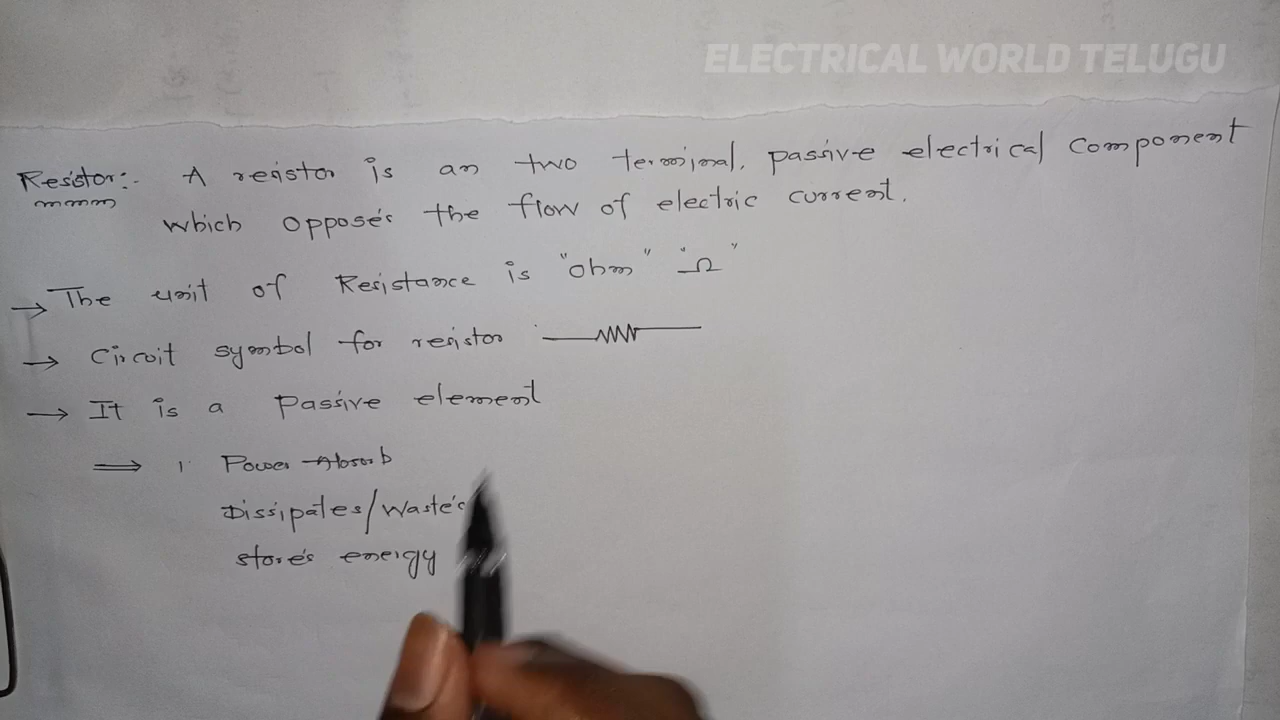 ELECTRICAL WORLD TELUGU
Resistor:- A resistor is an two terminal, passive electrical component
which opposes the flow of electric current.
→ The unit of Resistance is "ohm" "Ω"
→ Circuit symbol for resistor
→ It is a passive element
⇒ 1. Power Absorb
Dissipates/Wastes
stores energy